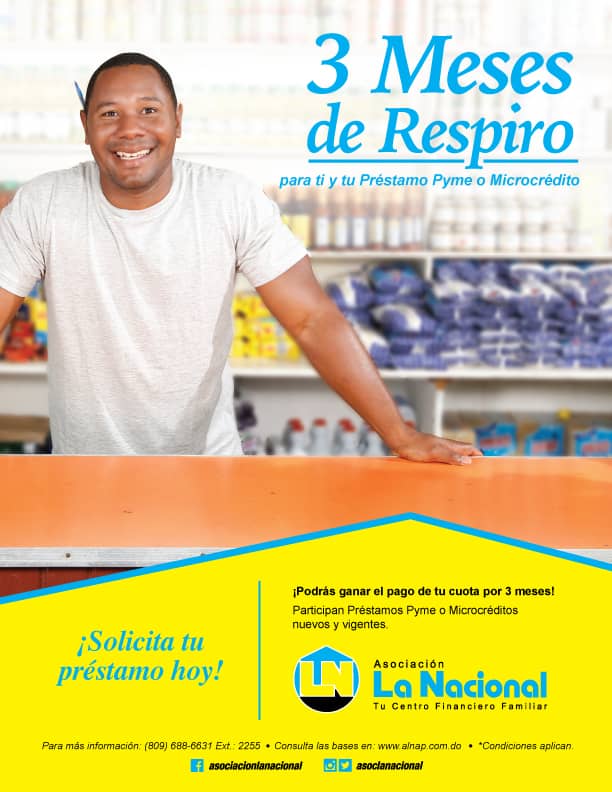 3 Meses
de Respiro
para ti y tu Préstamo Pyme o Microcrédito
¡Solicita tu
préstamo hoy!
¡Podrás ganar el pago de tu cuota por 3 meses!
Participan Préstamos Pyme o Microcréditos
nuevos y vigentes.
LN
Asociación
La Nacional
Tu Centro Financiero Familiar
Para más información: (809) 688-6631 Ext.: 2255 • Consulta las bases en: www.alnap.com.do • *Condiciones aplican.
asociacionlanacional asoclanacional